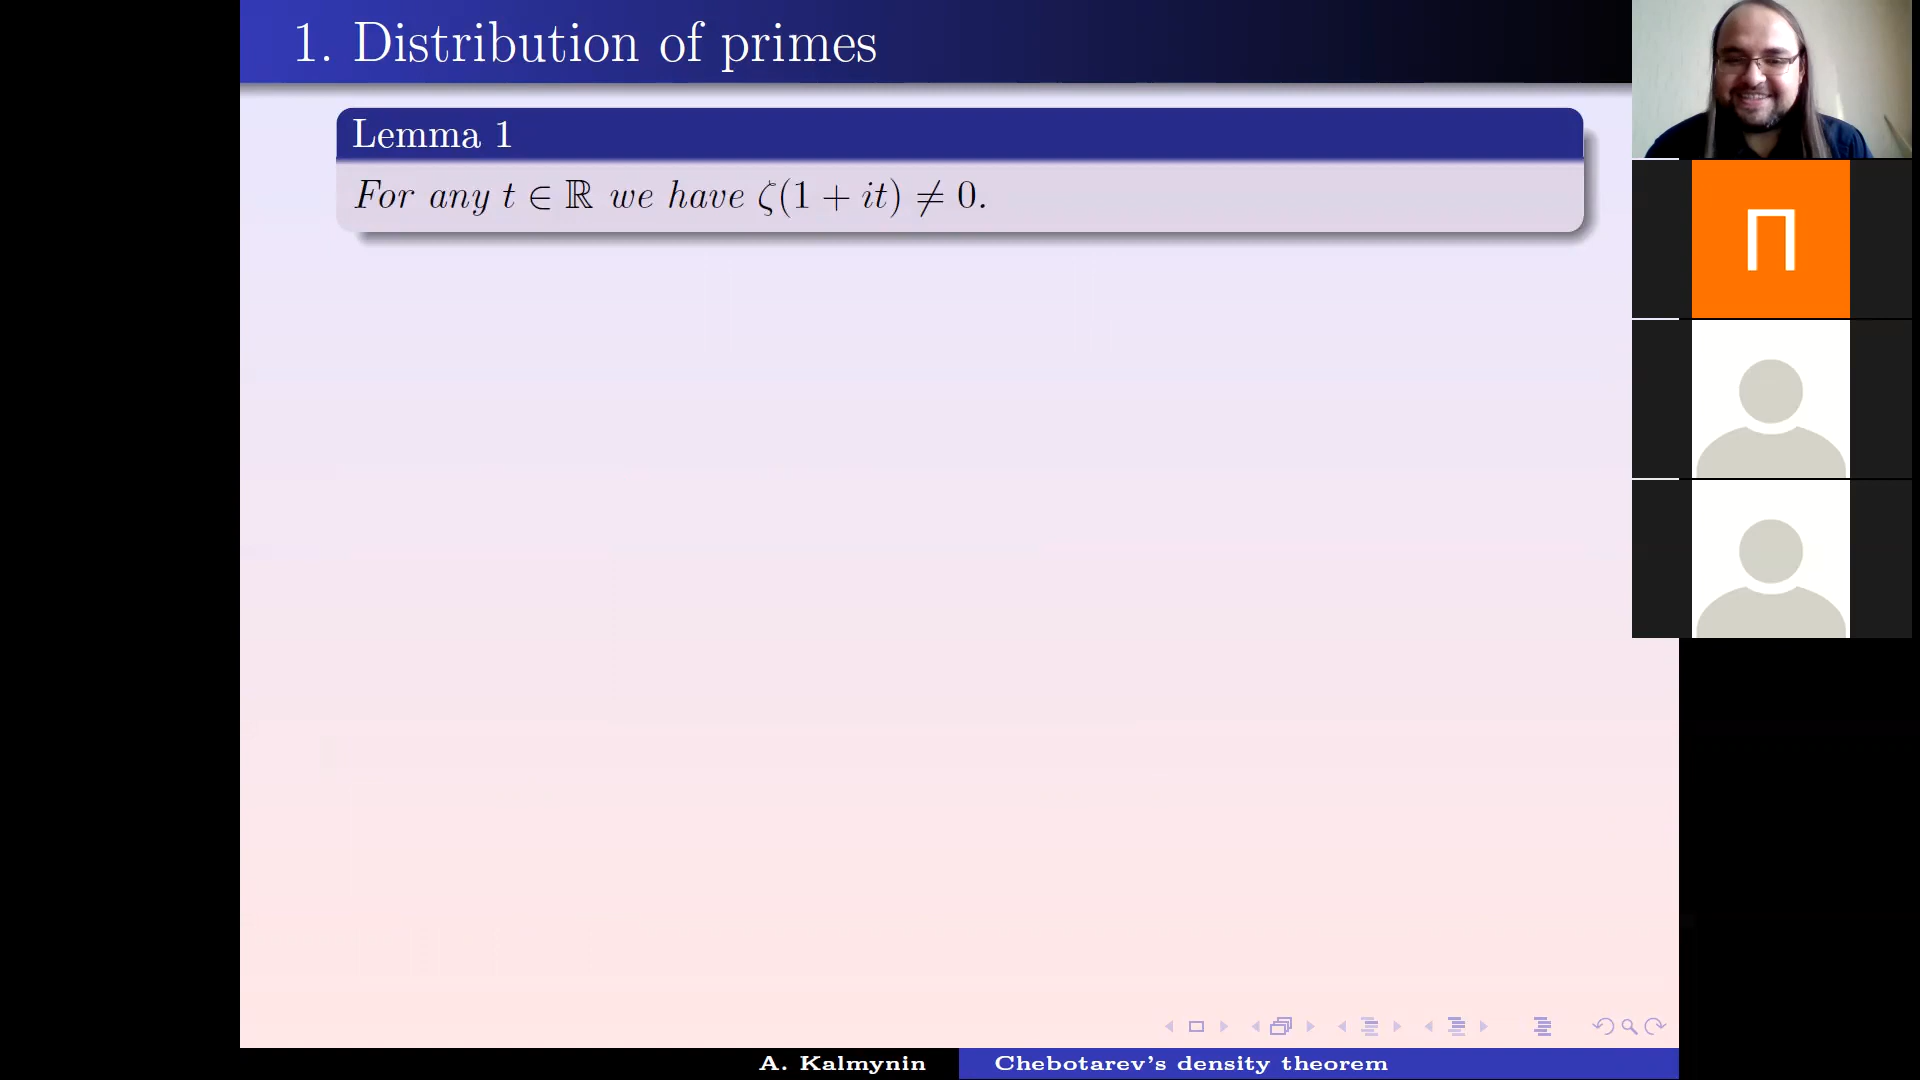 1. Distribution of primes
Lemma 1
For any t ∈ ℝ we have ζ(1 + it) ≠ 0.
П
A. Kalmynin
Chebotarev's density theorem